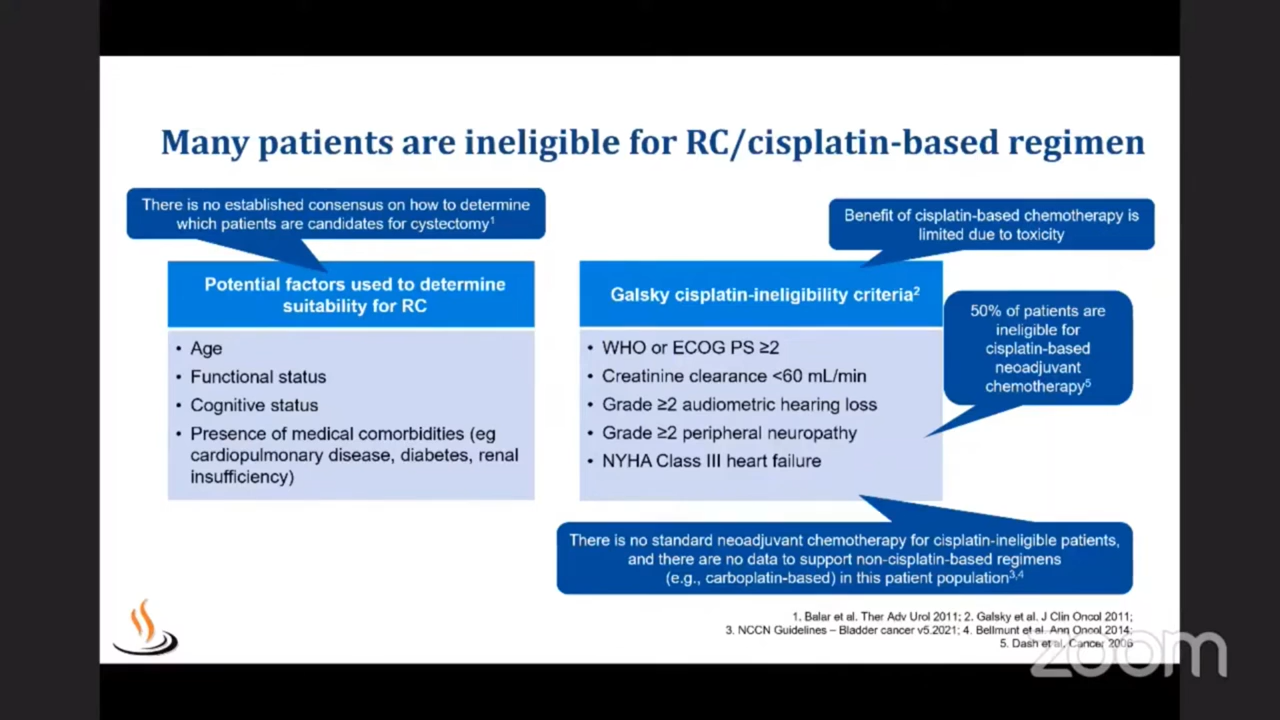 Many patients are ineligible for RC/cisplatin-based regimen
There is no established consensus on how to determine
which patients are candidates for cystectomy1
Potential factors used to determine
suitability for RC
• Age
• Functional status
• Cognitive status
• Presence of medical comorbidities (eg
cardiopulmonary disease, diabetes, renal
insufficiency)
Benefit of cisplatin-based chemotherapy is
limited due to toxicity
Galsky cisplatin-ineligibility criteria2
• WHO or ECOG PS ≥2
• Creatinine clearance <60 mL/min
• Grade ≥2 audiometric hearing loss
• Grade ≥2 peripheral neuropathy
• NYHA Class III heart failure
50% of patients are
ineligible for
cisplatin-based
neoadjuvant
chemotherapy5
There is no standard neoadjuvant chemotherapy for cisplatin-ineligible patients,
and there are no data to support non-cisplatin-based regimens
(e.g., carboplatin-based) in this patient population3,4
1. Balar et al. Ther Adv Urol 2011; 2. Galsky et al. J Clin Oncol 2011;
3. NCCN Guidelines – Bladder cancer v5.2021; 4. Bellmunt et al. Ann Oncol 2014;
5. Dash et al. Cancer 2006
zoom